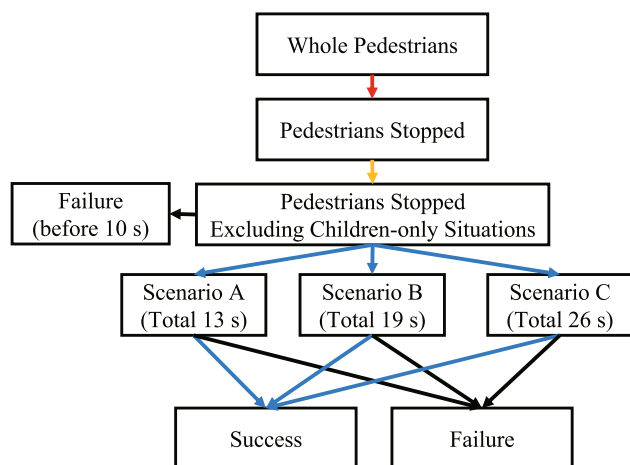 Whole Pedestrians
Pedestrians Stopped
Failure
(before 10 s)
Pedestrians Stopped
Excluding Children-only Situations
Scenario A
(Total 13 s)
Scenario B
(Total 19 s)
Scenario C
(Total 26 s)
Success
Failure